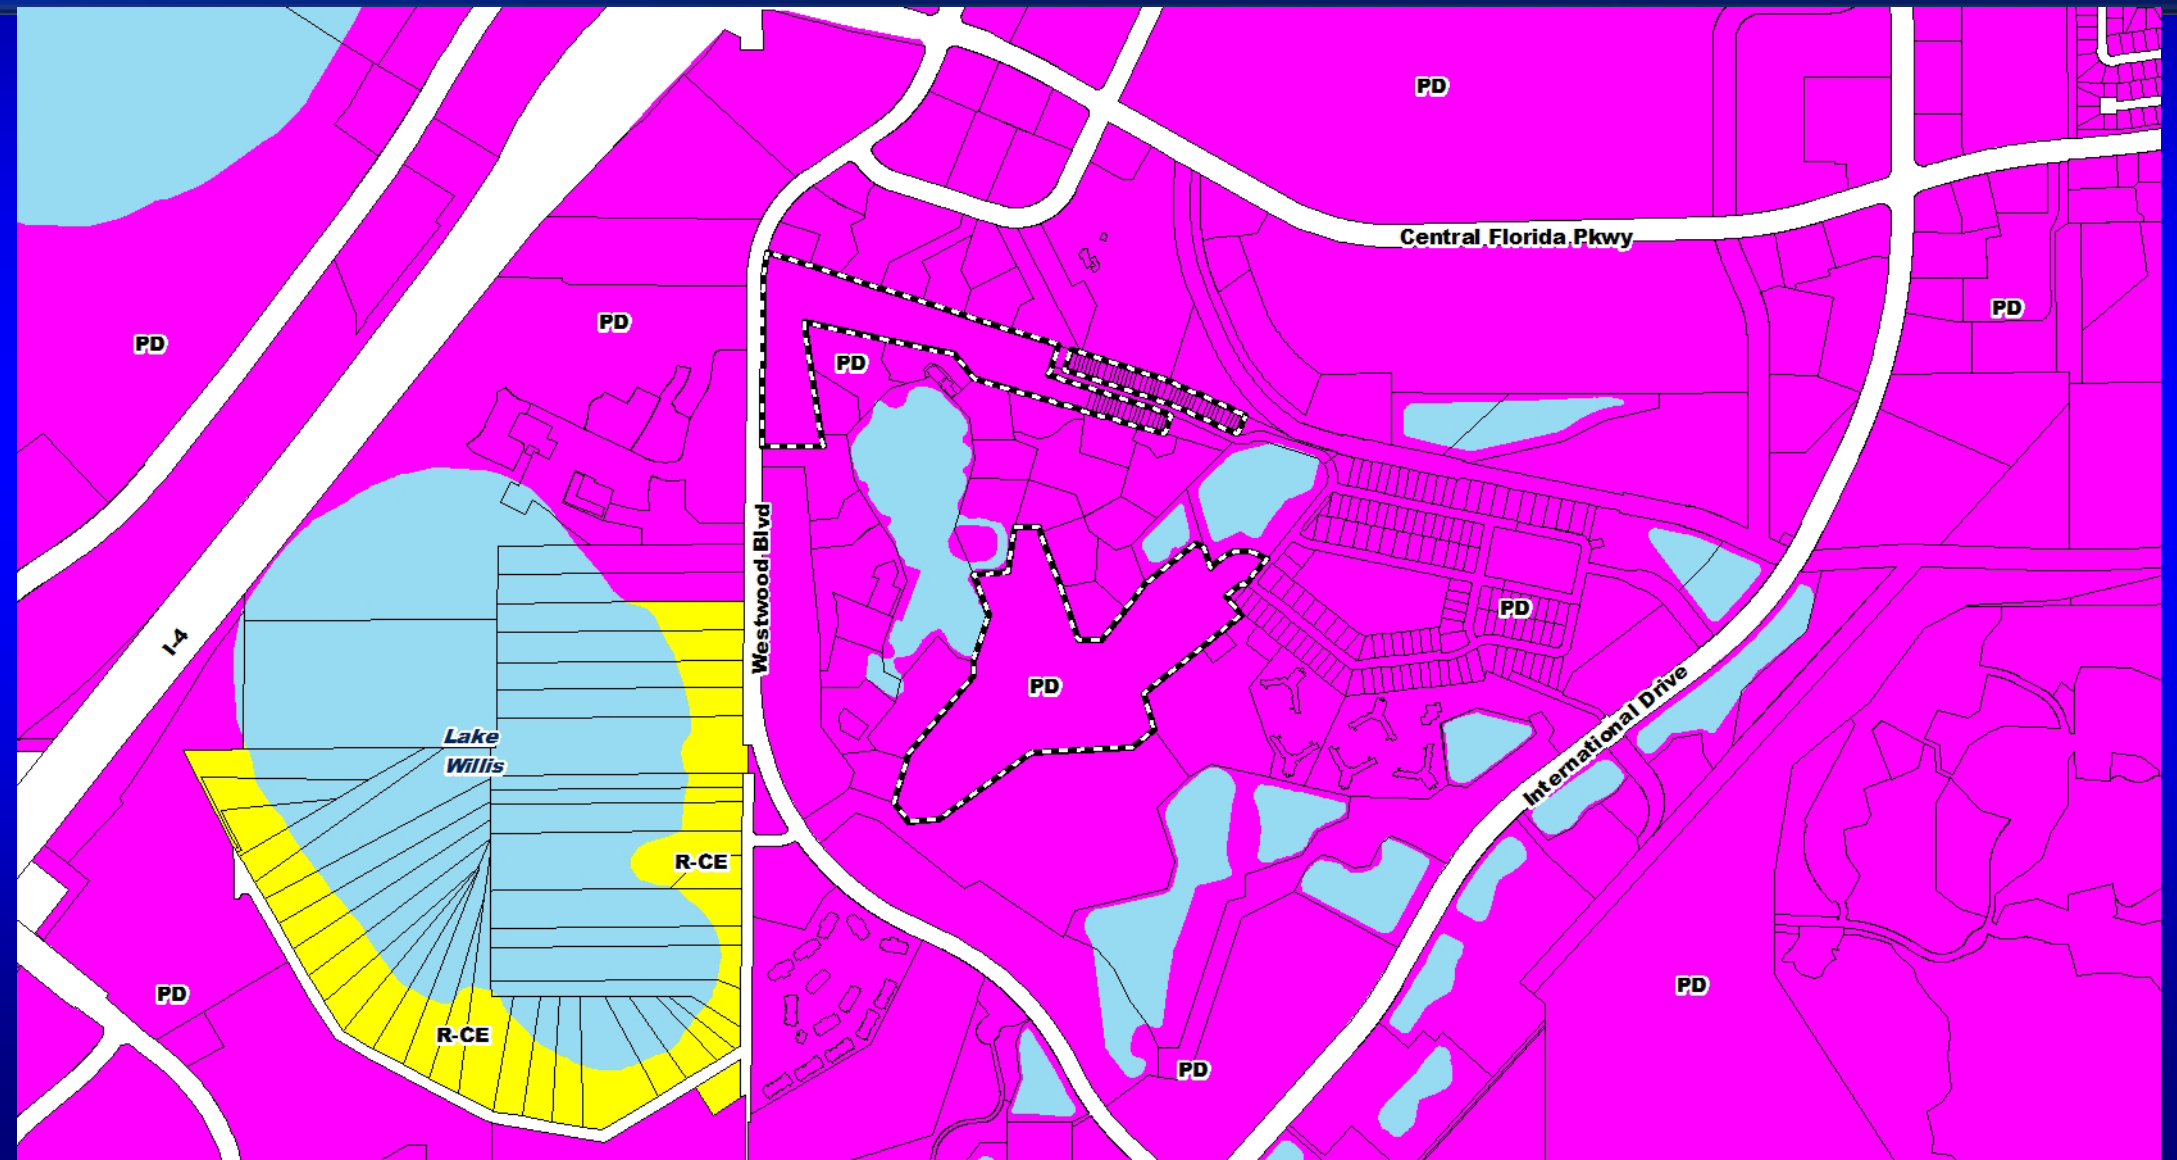 PD
Central Florida Pkwy
PD
PD
PD
PD
Westwood Blvd
PD
I-4
PD
International Drive
Lake
Willis
R-CE
PD
PD
R-CE
PD